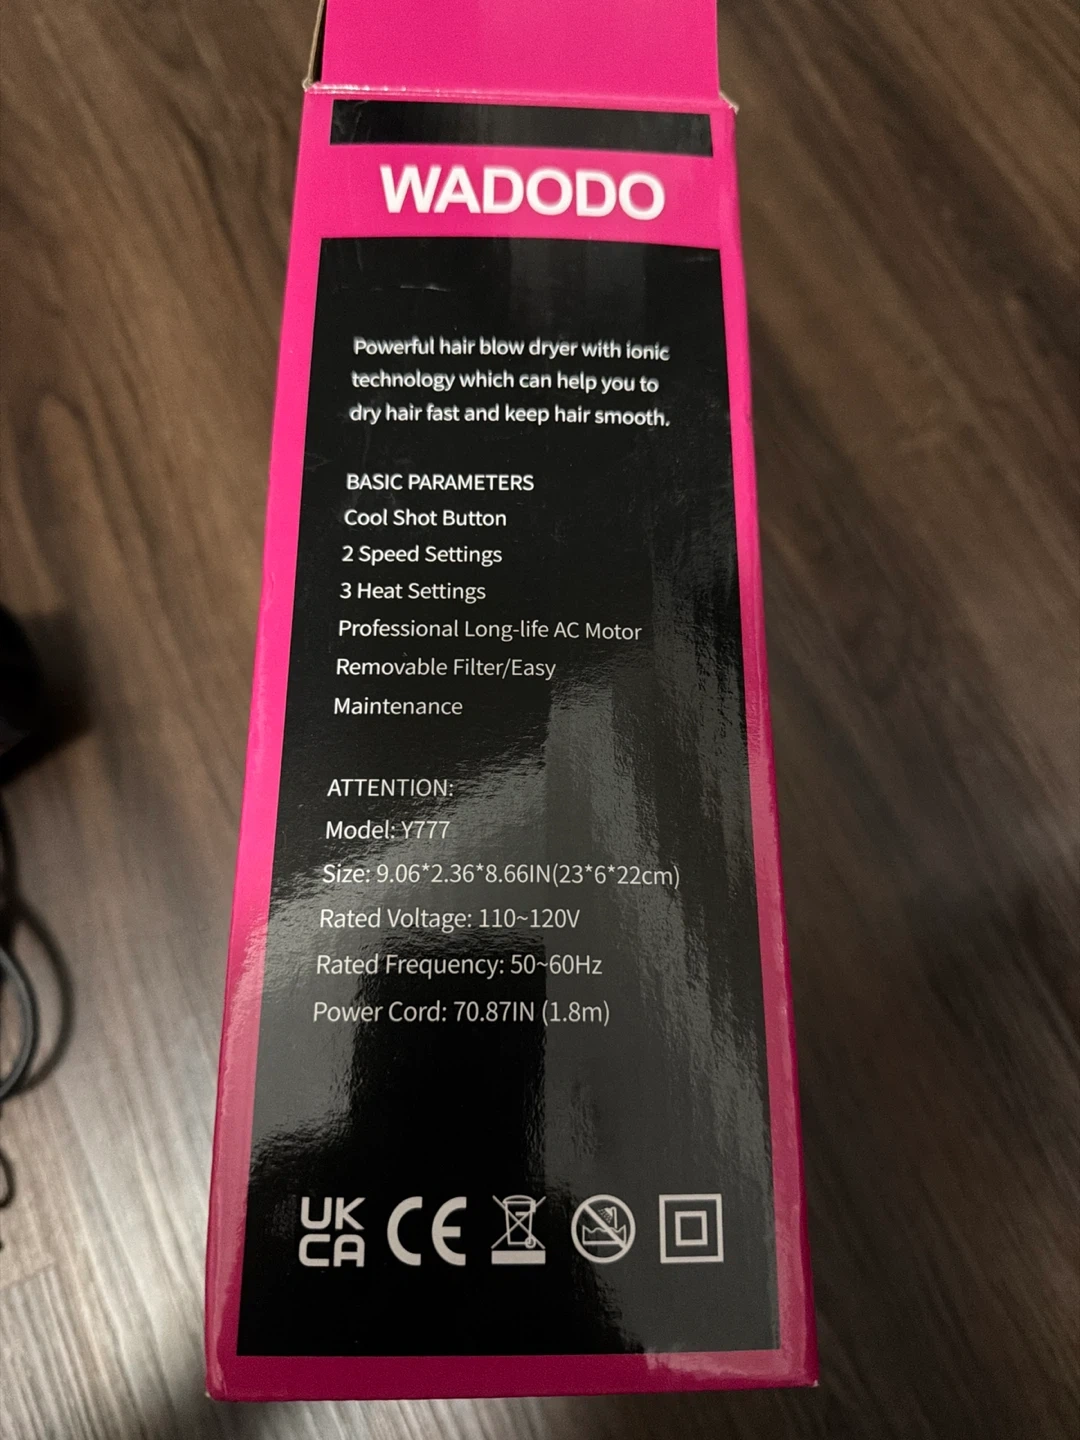 WADODO
Powerful hair blow dryer with ionic
technology which can help you to
dry hair fast and keep hair smooth.
BASIC PARAMETERS
Cool Shot Button
2 Speed Settings
3 Heat Settings
Professional Long-life AC Motor
Removable Filter/Easy
Maintenance
ATTENTION:
Model: Y777
Size: 9.06*2.36*8.66IN(23*6*22cm)
Rated Voltage: 110~120V
Rated Frequency: 50~60Hz
Power Cord: 70.87IN (1.8m)
UK CE
CA